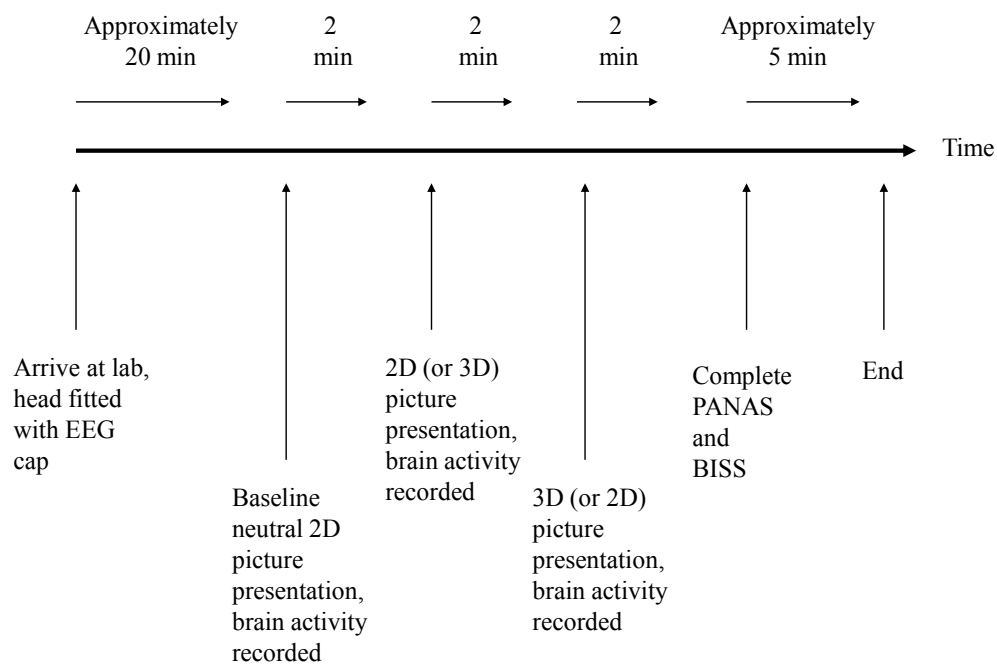 Approximately
20 min
2
min
2
min
2
min
Approximately
5 min
Time
Arrive at lab,
head fitted
with EEG
cap
Baseline
neutral 2D
picture
presentation,
brain activity
recorded
2D (or 3D)
picture
presentation,
brain activity
recorded
3D (or 2D)
picture
presentation,
brain activity
recorded
Complete
PANAS
and
BISS
End